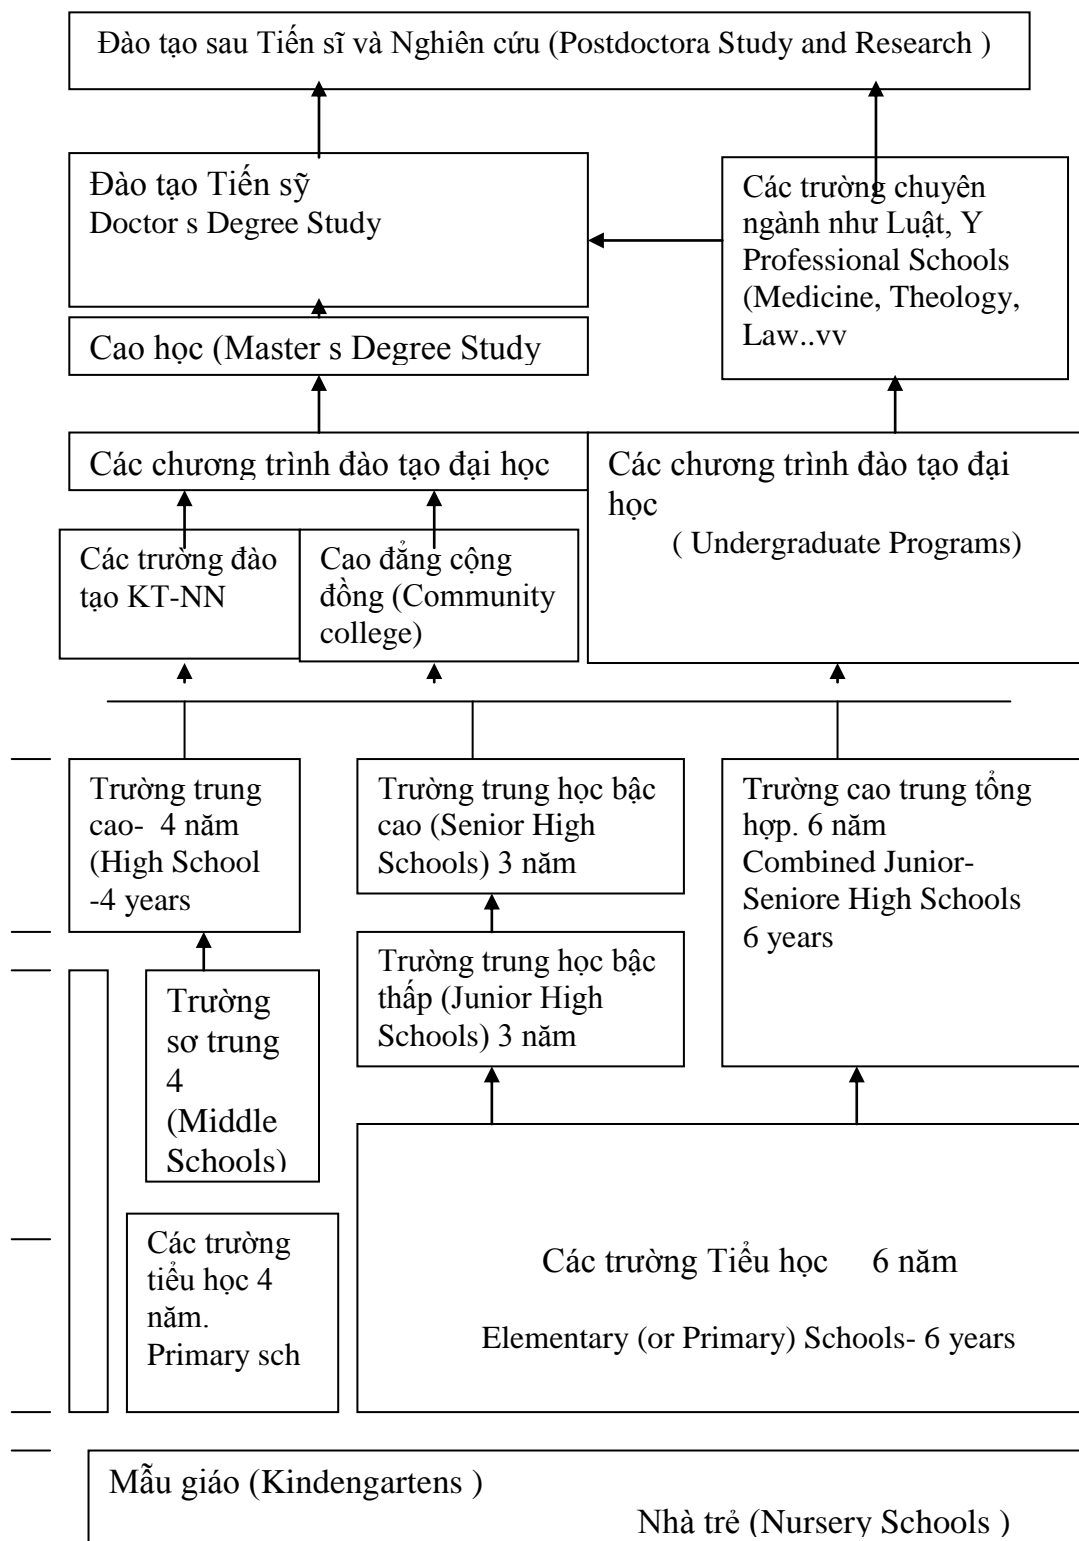 Đào tạo sau Tiến sĩ và Nghiên cứu (Postdoctora Study and Research )
Đào tạo Tiến sỹ
Doctor s Degree Study
Các trường chuyên
ngành như Luật, Y
Professional Schools
(Medicine, Theology,
Law..vv
Cao học (Master s Degree Study
Các chương trình đào tạo đại học
Các chương trình đào tạo đại
học
( Undergraduate Programs)
Các trường đào
tạo KT-NN
Cao đẳng cộng
đồng (Community
college)
Trường trung
cao- 4 năm
(High School
-4 years
Trường trung học bậc
cao (Senior High
Schools) 3 năm
Trường cao trung tổng
hợp. 6 năm
Combined Junior-
Seniore High Schools
6 years
Trường trung học bậc
thấp (Junior High
Schools) 3 năm
Trường
sơ trung
4
(Middle
Schools)
Các trường
tiểu học 4
năm.
Primary sch
Các trường Tiểu học 6 năm
Elementary (or Primary) Schools- 6 years
Mẫu giáo (Kindengartens )
Nhà trẻ (Nursery Schools )